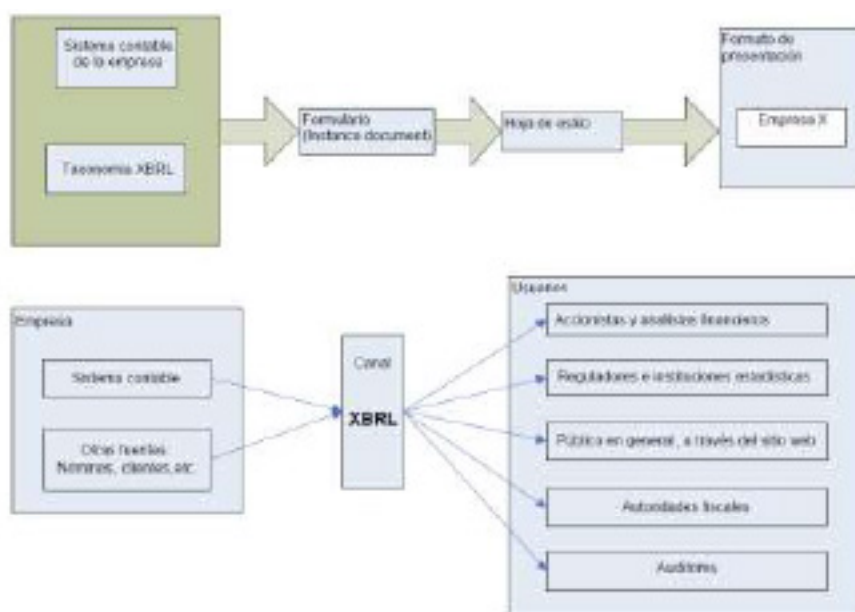 Sistema contable
de la empresa
Taxonomía XBRL
Formulario
(Instance document)
Hoja de estilo
Formato de
presentación
Empresa X
Empresa
Sistema contable
Otras fuentes:
Nóminas, clientes,etc.
Canal
XBRL
Usuarios
Accionistas y analistas financieros
Reguladores e instituciones estadísticas
Público en general, a través del sitio web
Autoridades fiscales
Auditores